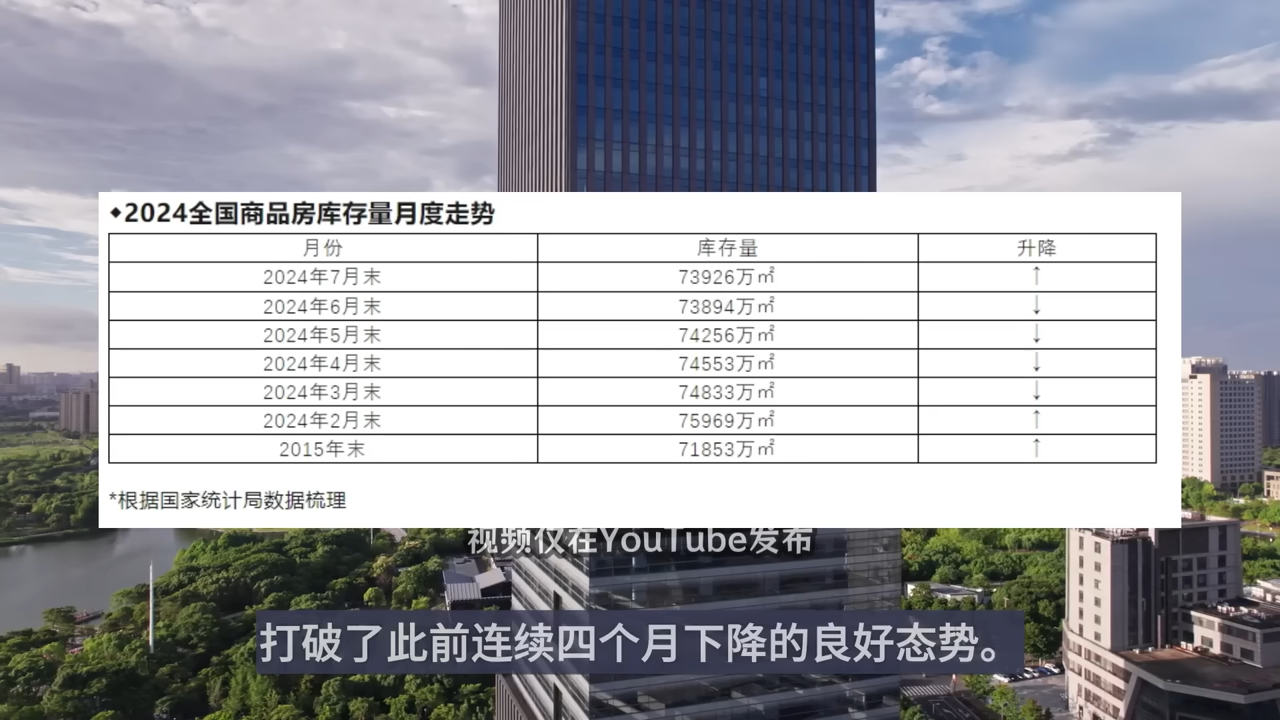 ◆2024全国商品房库存量月度走势
月份 库存量 升降
2024年7月末 73926万㎡ ↑
2024年6月末 73894万㎡ ↓
2024年5月末 74256万㎡ ↓
2024年4月末 74553万㎡ ↓
2024年3月末 74833万㎡ ↓
2024年2月末 75969万㎡ ↑
2015年末 71853万㎡ ↑
*根据国家统计局数据梳理
视频仅在YouTube发布
打破了此前连续四个月下降的良好态势。